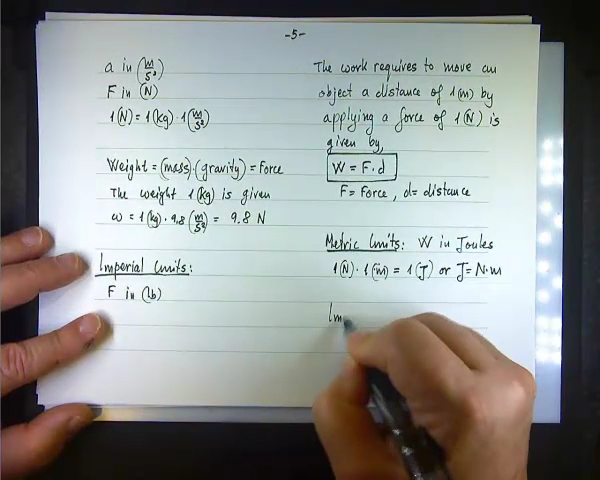 -5-
a in (m/s²)
F in (N)
1(N) = 1(kg) · 1(m/s²)
Weight = (mass) · (gravity) = Force
The weight 1(kg) is given
w = 1(kg) · 9.8 (m/s²) = 9.8 N
Imperial Units:
F in (lb)
The work requires to move an
object a distance of 1(m) by
applying a force of 1(N) is
given by
W = F · d
F = force, d = distance
Metric Units: W in Joules
1(N) · 1(m) = 1(J) or J = N·m
Im